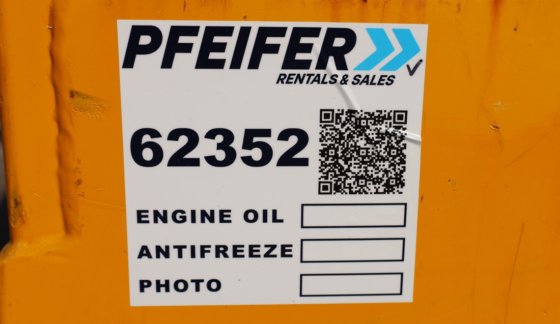 PFEIFER
RENTALS & SALES
62352
ENGINE OIL
ANTIFREEZE
PHOTO